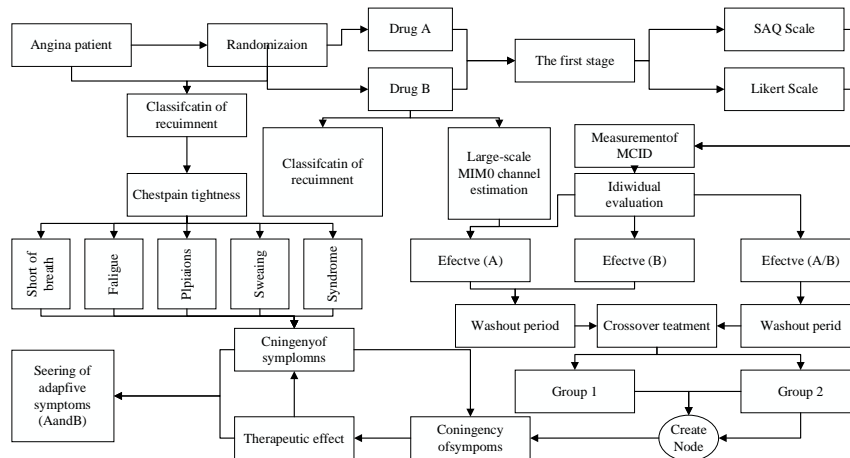 Angina patient
Randomizaion
Drug A
SAQ Scale
The first stage
Drug B
Likert Scale
Classifcatin of
recuimnent
Classifcatin of
recuimnent
Large-scale
MIM0 channel
estimation
Measurementof
MCID
Idiwidual
evaluation
Chestpain tightness
Short of
breath
Faligue
Plpiaions
Sweaing
Syndrome
Efectve (A)
Efectve (B)
Efectve (A/B)
Washout period
Crossover teatment
Washout perid
Cningenyof
symplomns
Seering of
adapfive
symptoms
(AandB)
Group 1
Group 2
Therapeutic effect
Coningency
ofsympoms
Create
Node